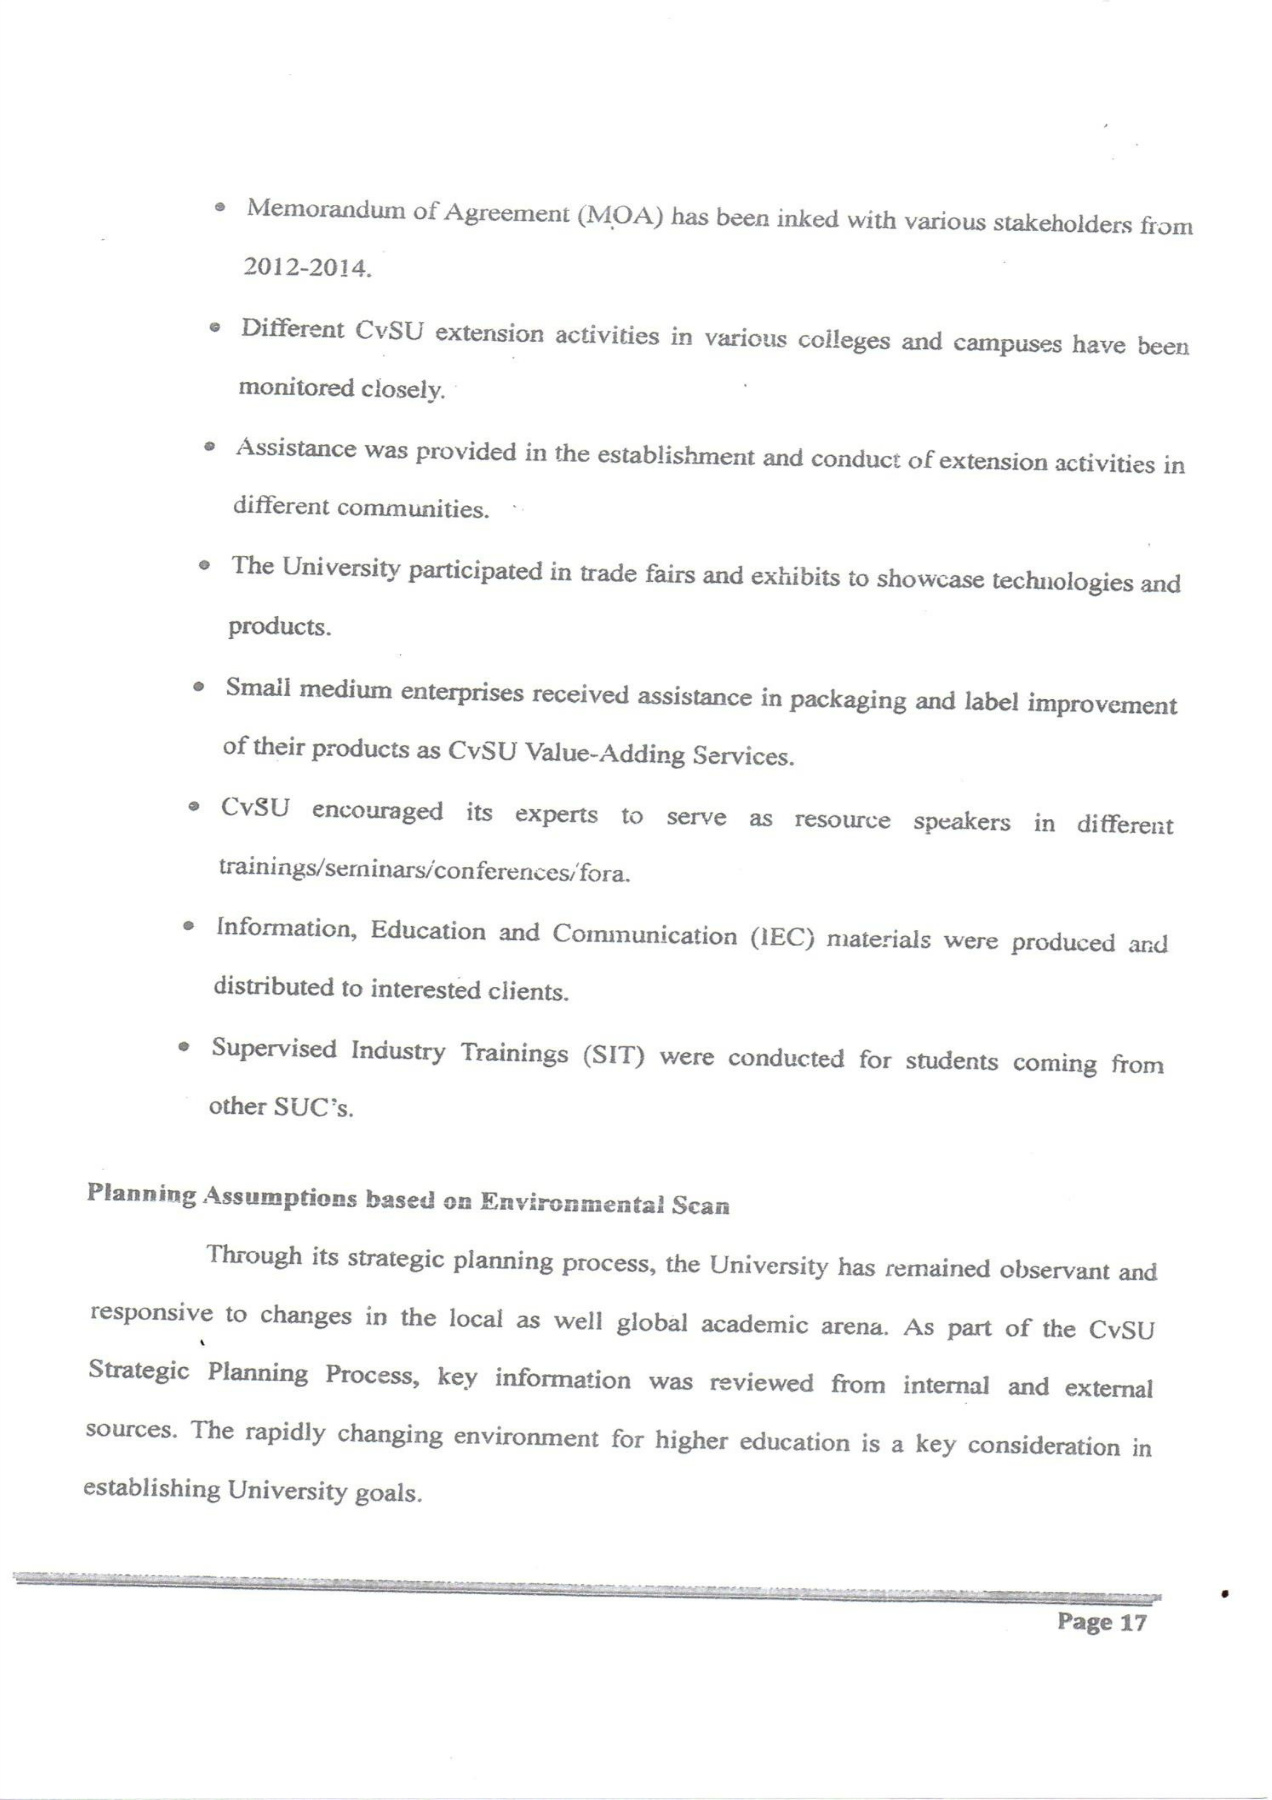 • Memorandum of Agreement (MOA) has been inked with various stakeholders from
2012-2014.
• Different CvSU extension activities in various colleges and campuses have been
monitored closely.
• Assistance was provided in the establishment and conduct of extension activities in
different communities.
• The University participated in trade fairs and exhibits to showcase technologies and
products.
• Small medium enterprises received assistance in packaging and label improvement
of their products as CvSU Value-Adding Services.
• CvSU encouraged its experts to serve as resource speakers in different
trainings/seminars/conferences/fora.
• Information, Education and Communication (IEC) materials were produced and
distributed to interested clients.
• Supervised Industry Trainings (SIT) were conducted for students coming from
other SUC's.
Planning Assumptions based on Environmental Scan
Through its strategic planning process, the University has remained observant and
responsive to changes in the local as well global academic arena. As part of the CvSU
Strategic Planning Process, key information was reviewed from internal and external
sources. The rapidly changing environment for higher education is a key consideration in
establishing University goals.
Page 17